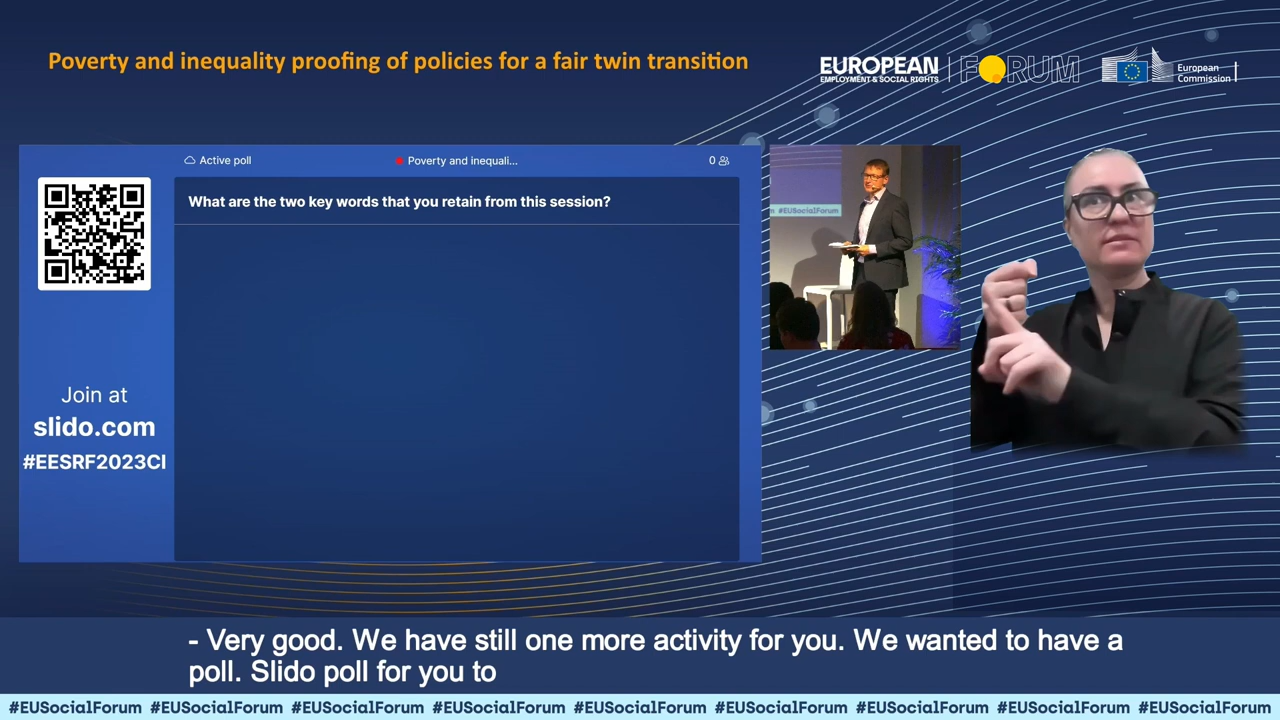 Poverty and inequality proofing of policies for a fair twin transition
EUROPEAN
EMPLOYMENT & SOCIAL RIGHTS
FORUM
European
Commission
Active poll
Poverty and inequali...
0
What are the two key words that you retain from this session?
Join at
slido.com
#EESRF2023CI
m #EUSocialForum
- Very good. We have still one more activity for you. We wanted to have a
poll. Slido poll for you to
#EUSocialForum #EUSocialForum #EUSocialForum #EUSocialForum #EUSocialForum #EUSocialForum #EUSocialForum #EUSocialForum #EUSocialForum